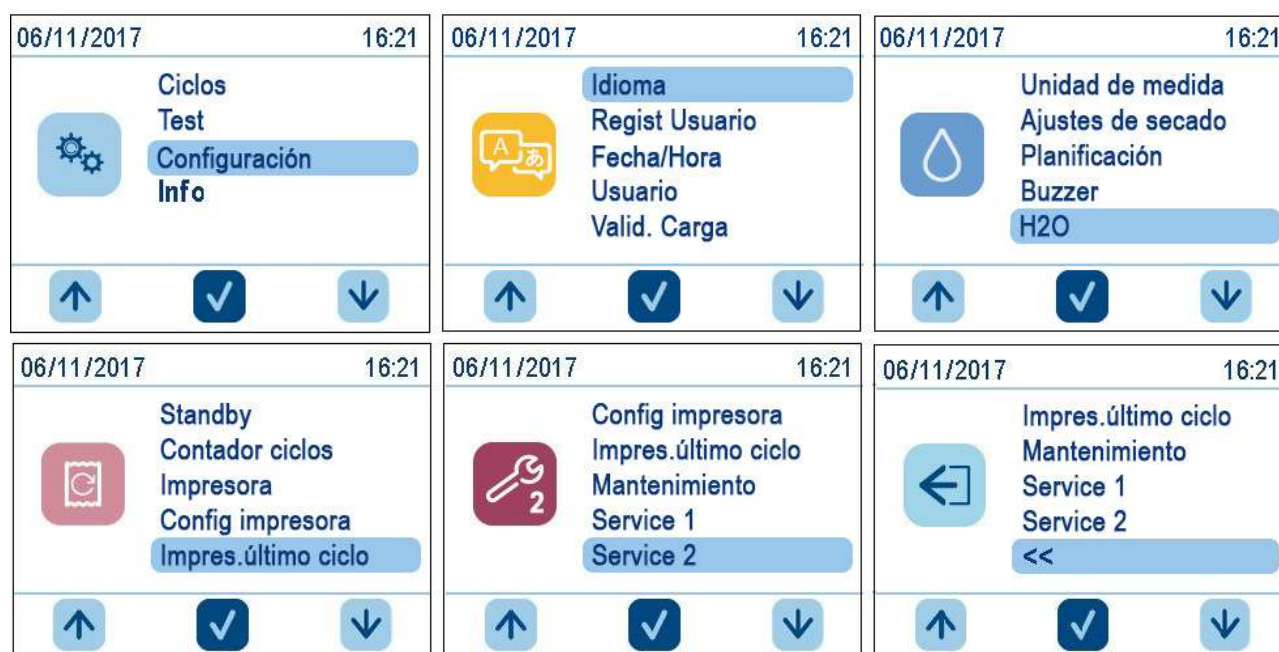 06/11/2017 16:21
Ciclos
Test
Configuración
Info
06/11/2017 16:21
Idioma
Regist Usuario
Fecha/Hora
Usuario
Valid. Carga
A あ
06/11/2017 16:21
Unidad de medida
Ajustes de secado
Planificación
Buzzer
H2O
06/11/2017 16:21
Standby
Contador ciclos
Impresora
Config impresora
Impres.último ciclo
06/11/2017 16:21
Config impresora
Impres.último ciclo
Mantenimiento
Service 1
Service 2
2
06/11/2017 16:21
Impres.último ciclo
Mantenimiento
Service 1
Service 2
<<